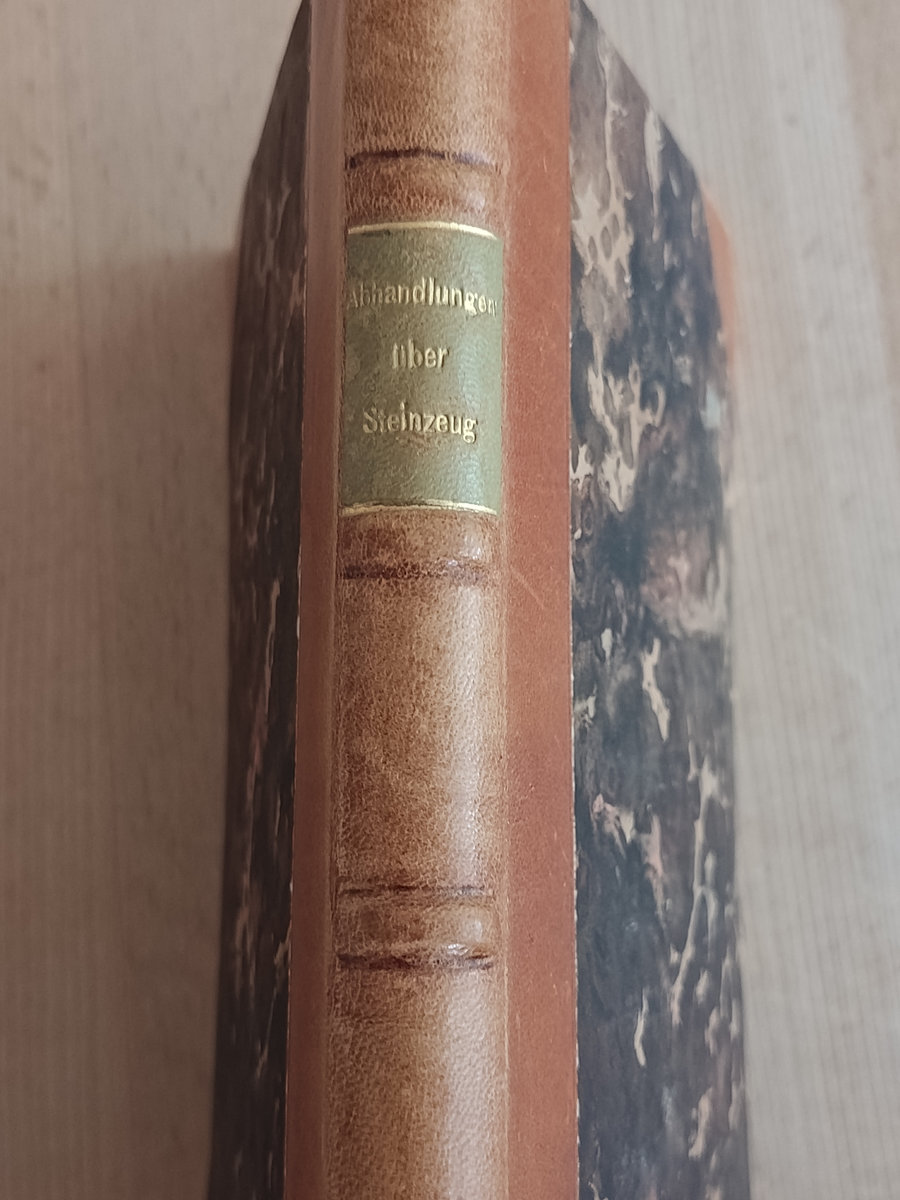 Abhandlungen
über
Steinzeug